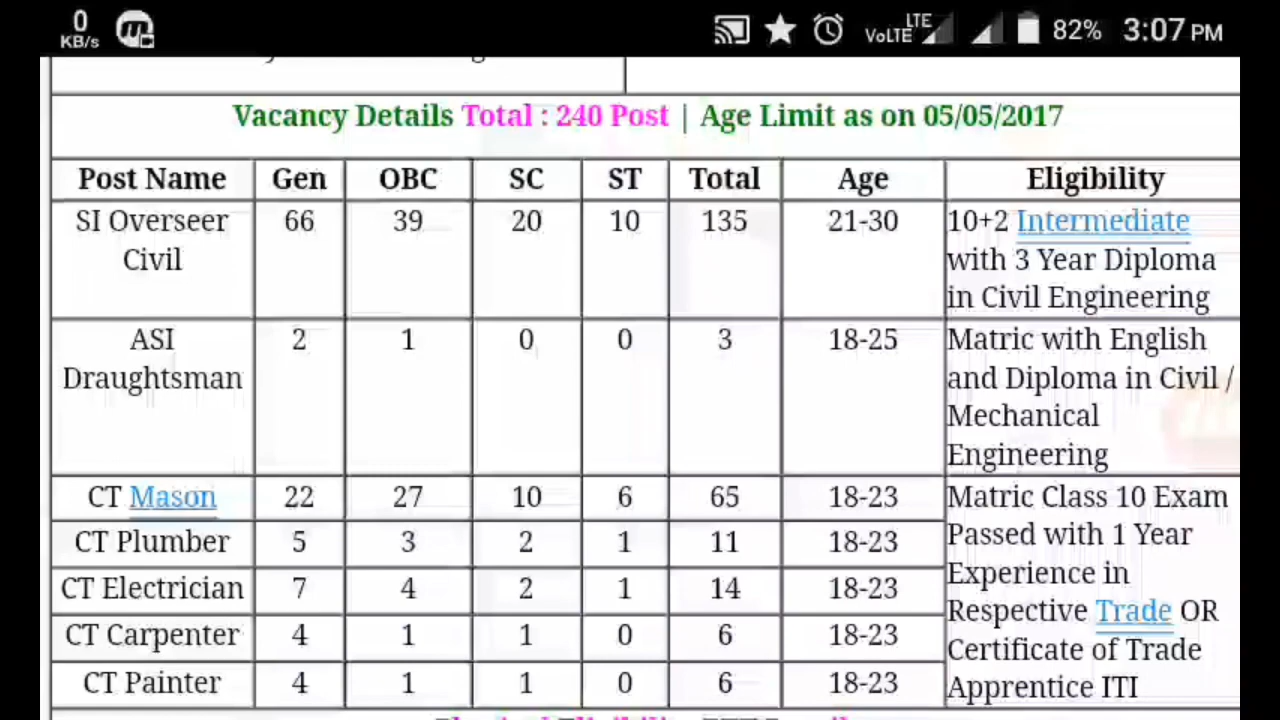 0
KB/s
LTE
VoLTE
82%
3:07 PM
Vacancy Details Total : 240 Post | Age Limit as on 05/05/2017
Post Name Gen OBC SC ST Total Age Eligibility
SI Overseer Civil 66 39 20 10 135 21-30 10+2 Intermediate
with 3 Year Diploma
in Civil Engineering
ASI Draughtsman 2 1 0 0 3 18-25 Matric with English
and Diploma in Civil /
Mechanical
Engineering
CT Mason 22 27 10 6 65 18-23 Matric Class 10 Exam
CT Plumber 5 3 2 1 11 18-23 Passed with 1 Year
Experience in
CT Electrician 7 4 2 1 14 18-23 Respective Trade OR
CT Carpenter 4 1 1 0 6 18-23 Certificate of Trade
CT Painter 4 1 1 0 6 18-23 Apprentice ITI